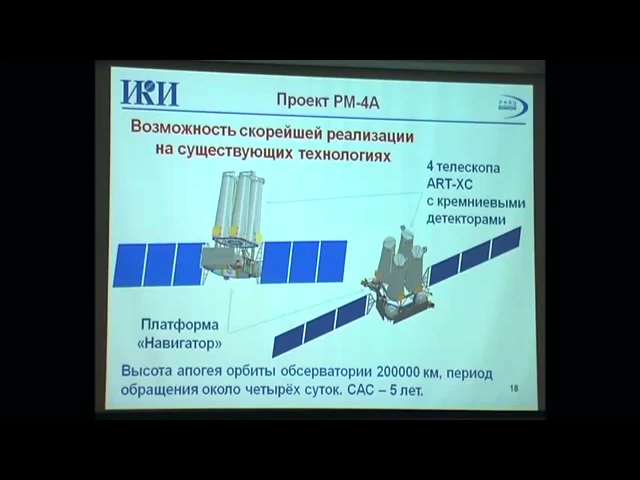 ИКИ
Проект РМ-4А
Возможность скорейшей реализации
на существующих технологиях
4 телескопа
ART-XC
с кремниевыми
детекторами
Платформа
«Навигатор»
Высота апогея орбиты обсерватории 200000 км, период
обращения около четырёх суток. САС – 5 лет.
18